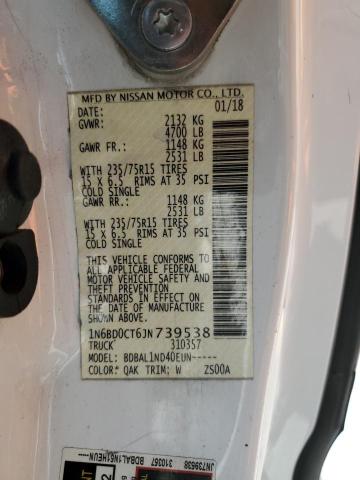 MFD BY NISSAN MOTOR CO., LTD.
DATE: 01/18
GVWR: 2132 KG
4700 LB
GAWR FR.: 1148 KG
2531 LB
WITH 235/75R15 TIRES
15 X 6.5 RIMS AT 35 PSI
COLD SINGLE
GAWR RR.: 1148 KG
2531 LB
WITH 235/75R15 TIRES
15 X 6.5 RIMS AT 35 PSI
COLD SINGLE
THIS VEHICLE CONFORMS TO ALL
APPLICABLE FEDERAL MOTOR
VEHICLE SAFETY AND THEFT
PREVENTION STANDARDS IN EFFECT
ON THE DATE OF MANUFACTURE
SHOWN ABOVE.
1N6BD0CT6JN739538
TRUCK 310357
MODEL: BDBAL1ND40EUN-----
COLOR: QAK TRIM: W ZS00A
JN739538
310357